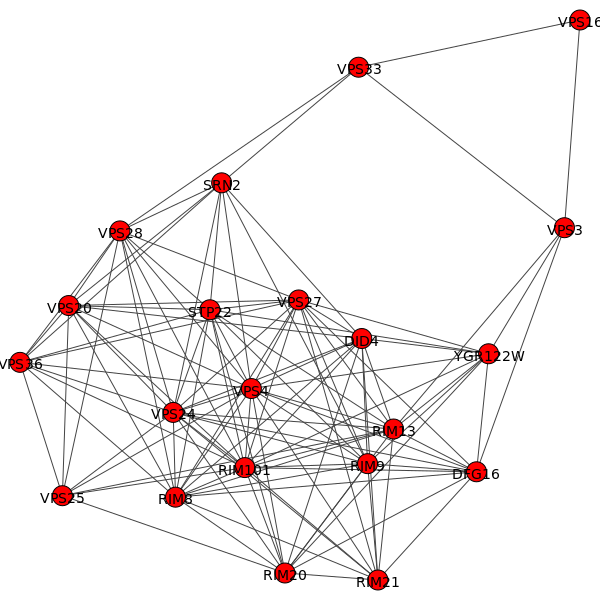 VPS16
VPS33
SRN2
VPS28
VPS3
VPS20
STP22
VPS27
DID4
YGR122W
VPS36
VPS4
VPS24
RIM13
RIM101
RIM9
DFG16
VPS25
RIM8
RIM20
RIM21